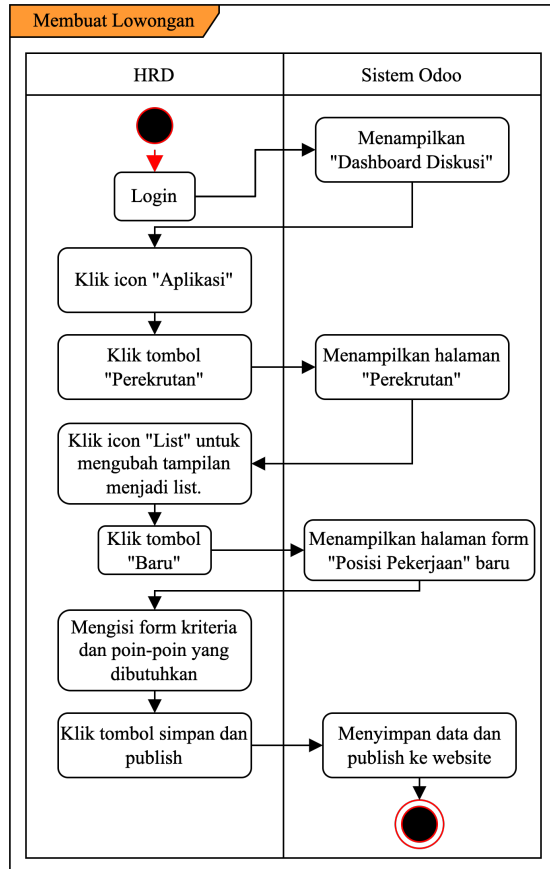 Membuat Lowongan
HRD
Sistem Odoo
Menampilkan
"Dashboard Diskusi"
Login
Klik icon "Aplikasi"
Klik tombol
"Perekrutan"
Menampilkan halaman
"Perekrutan"
Klik icon "List" untuk
mengubah tampilan
menjadi list.
Klik tombol
"Baru"
Menampilkan halaman form
"Posisi Pekerjaan" baru
Mengisi form kriteria
dan poin-poin yang
dibutuhkan
Klik tombol simpan dan
publish
Menyimpan data dan
publish ke website